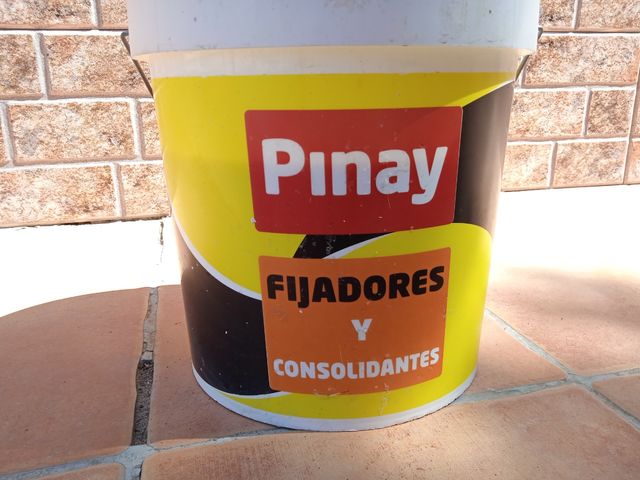 Pinay
FIJADORES
Y
CONSOLIDANTES